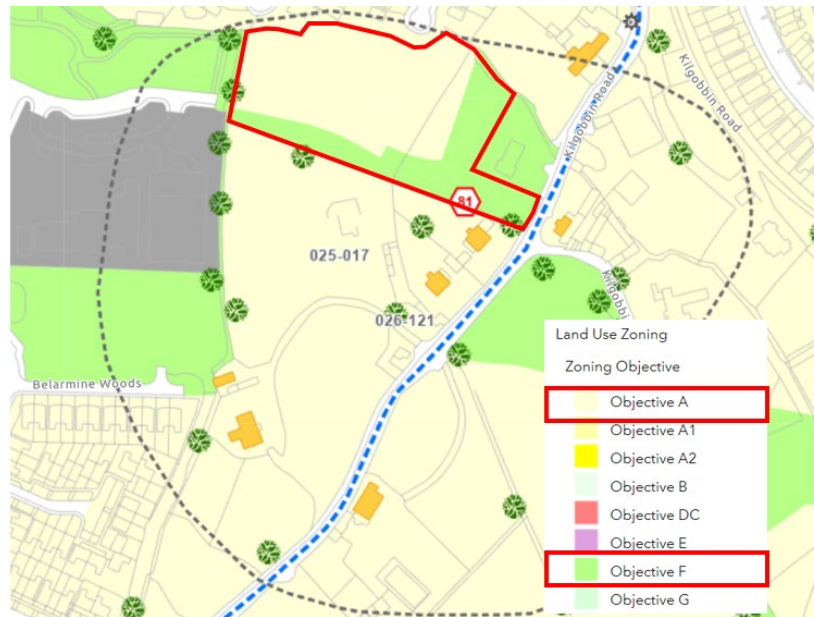 Kilgobbin Road
Kilgobbin Road
81
025-017
026-121
Kilgobbin
Belarmine Woods
Land Use Zoning
Zoning Objective
Objective A
Objective A1
Objective A2
Objective B
Objective DC
Objective E
Objective F
Objective G